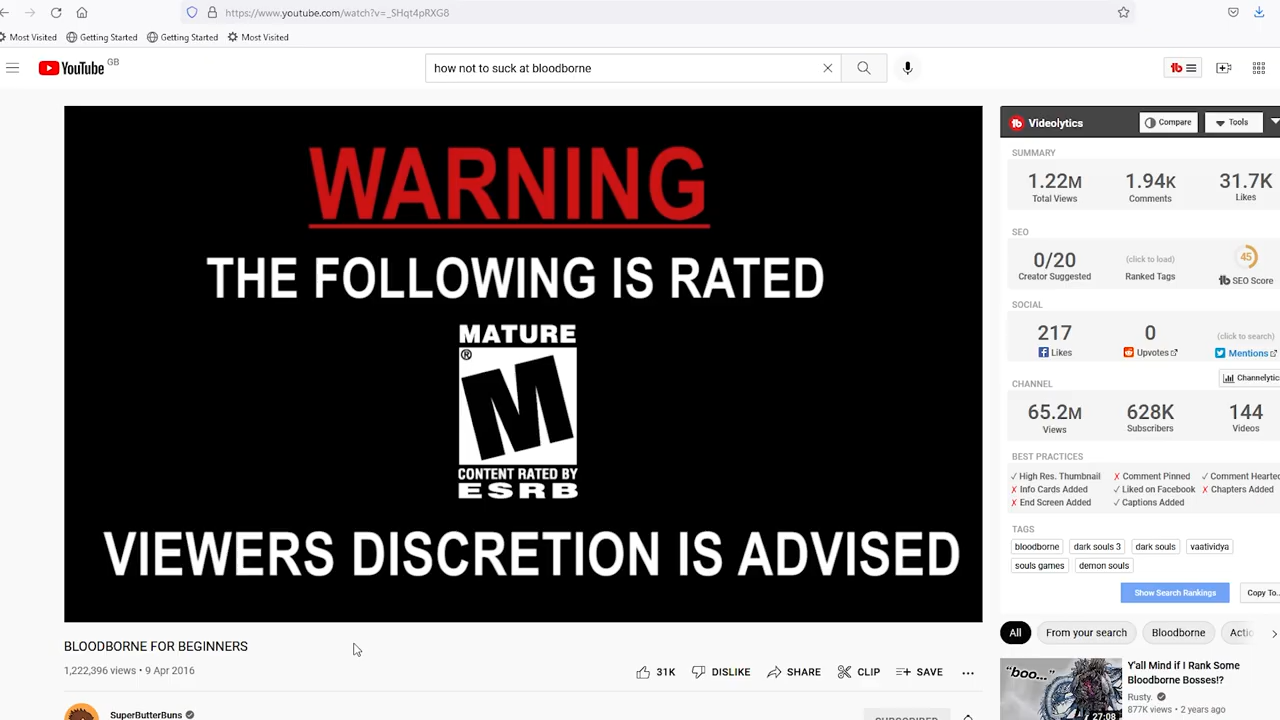 https://www.youtube.com/watch?v=_SHqt4pRXG8
Most Visited Getting Started Getting Started Most Visited
YouTube GB
how not to suck at bloodborne
tb
WARNING
THE FOLLOWING IS RATED
MATURE
®
M
CONTENT RATED BY
ESRB
VIEWERS DISCRETION IS ADVISED
BLOODBORNE FOR BEGINNERS
1,222,396 views • 9 Apr 2016
31K DISLIKE SHARE CLIP SAVE ...
SuperButterBuns
SUBSCRIBED
tb Videolytics Compare Tools
SUMMARY
1.22M 1.94K 31.7K
Total Views Comments Likes
SEO
0/20 (click to load) 45
Creator Suggested Ranked Tags tb SEO Score
SOCIAL
217 0 (click to search)
Likes Upvotes Mentions
Channelytic
CHANNEL
65.2M 628K 144
Views Subscribers Videos
BEST PRACTICES
✓ High Res. Thumbnail ✗ Comment Pinned ✓ Comment Hearted
✗ Info Cards Added ✓ Liked on Facebook ✗ Chapters Added
✗ End Screen Added ✓ Captions Added
TAGS
bloodborne dark souls 3 dark souls vaatividya
souls games demon souls
Show Search Rankings Copy To..
All From your search Bloodborne Actic
"boo..."
27:08
Y'all Mind if I Rank Some
Bloodborne Bosses!?
Rusty.
877K views • 2 years ago